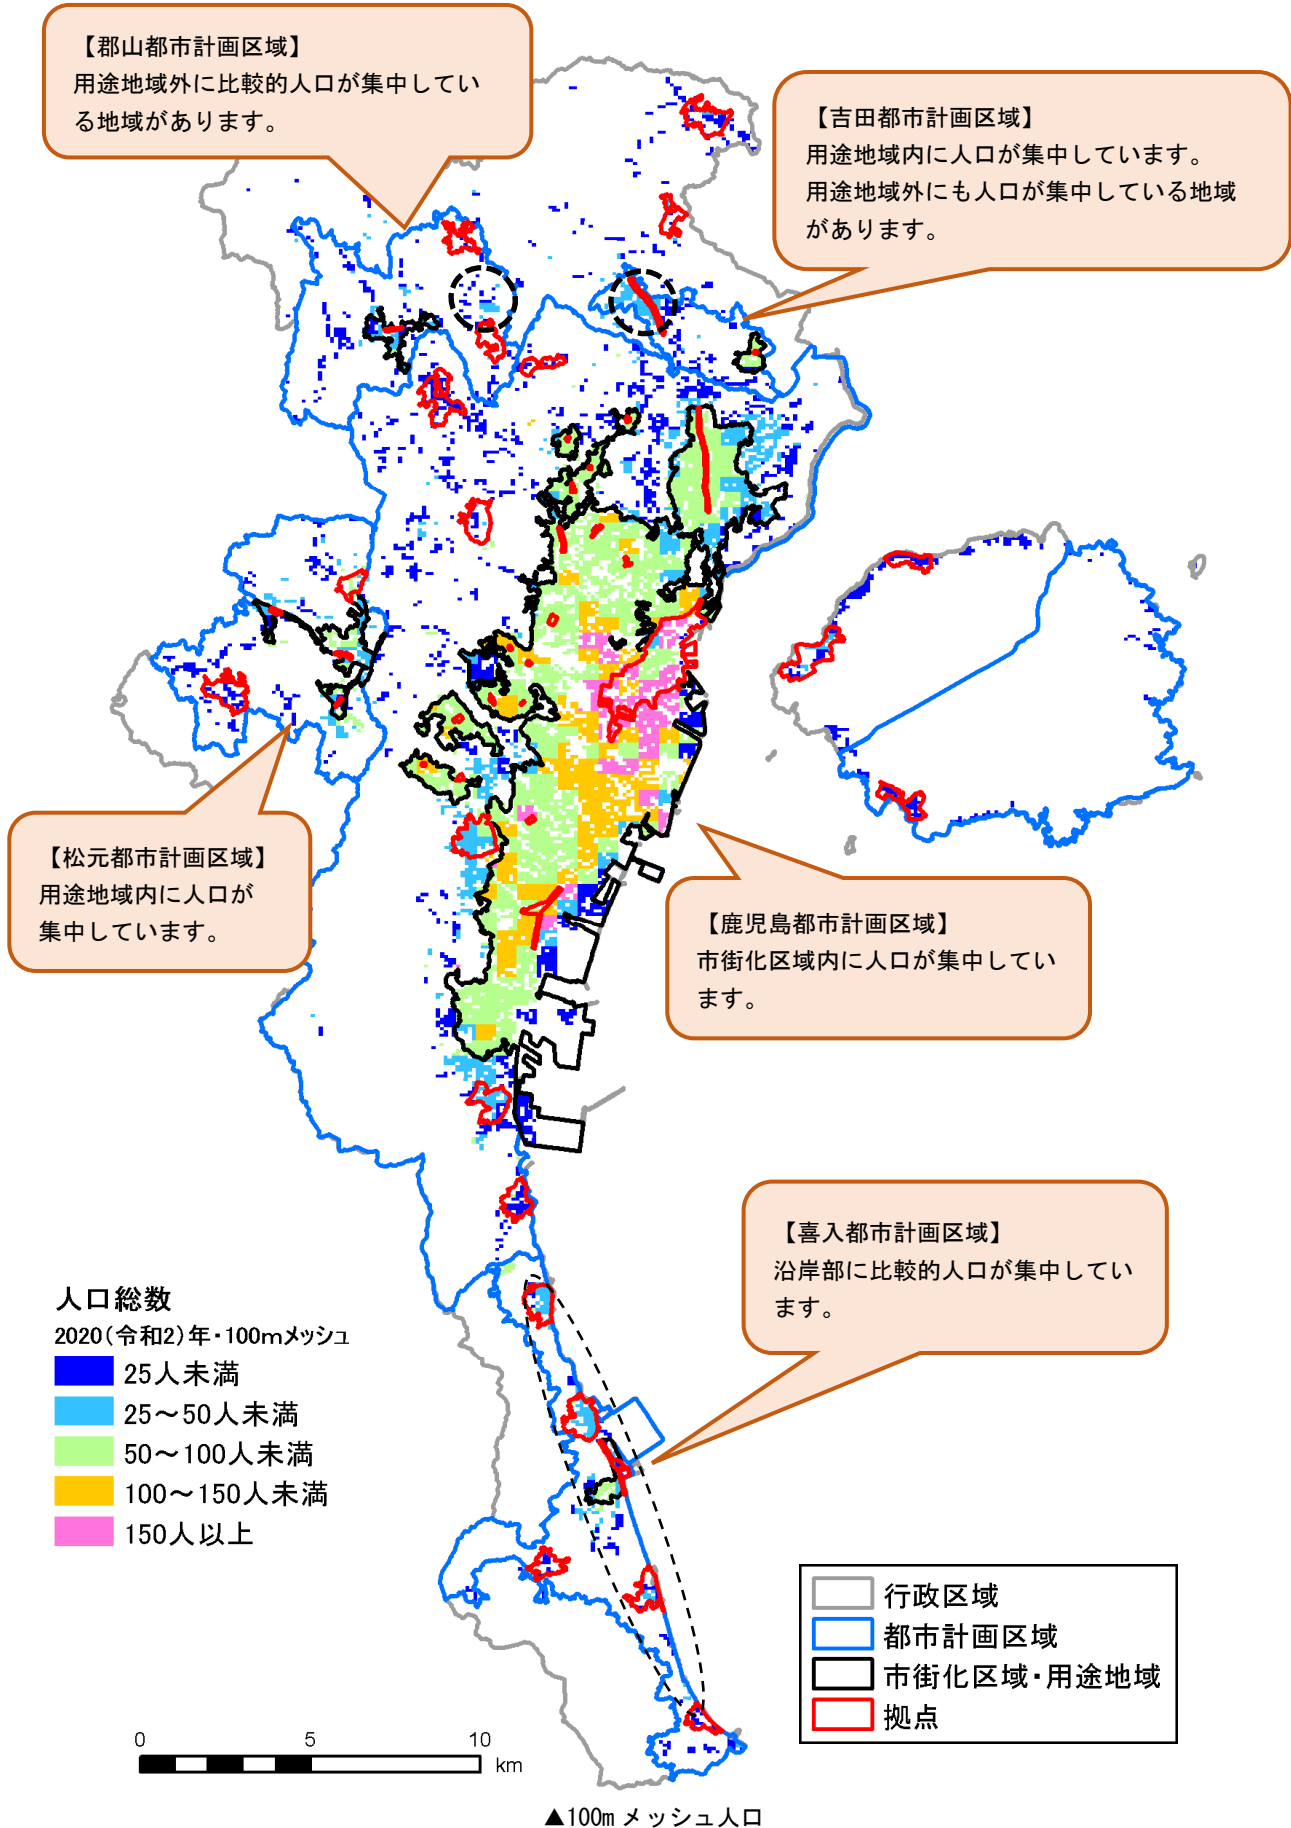 【郡山都市計画区域】
用途地域外に比較的人口が集中してい
る地域があります。
【吉田都市計画区域】
用途地域内に人口が集中しています。
用途地域外にも人口が集中している地域
があります。
【松元都市計画区域】
用途地域内に人口が
集中しています。
【鹿児島都市計画区域】
市街化区域内に人口が集中してい
ます。
【喜入都市計画区域】
沿岸部に比較的人口が集中してい
ます。
人口総数
2020(令和2)年・100mメッシュ
25人未満
25～50人未満
50～100人未満
100～150人未満
150人以上
行政区域
都市計画区域
市街化区域・用途地域
拠点
0 5 10
km
▲100m メッシュ人口